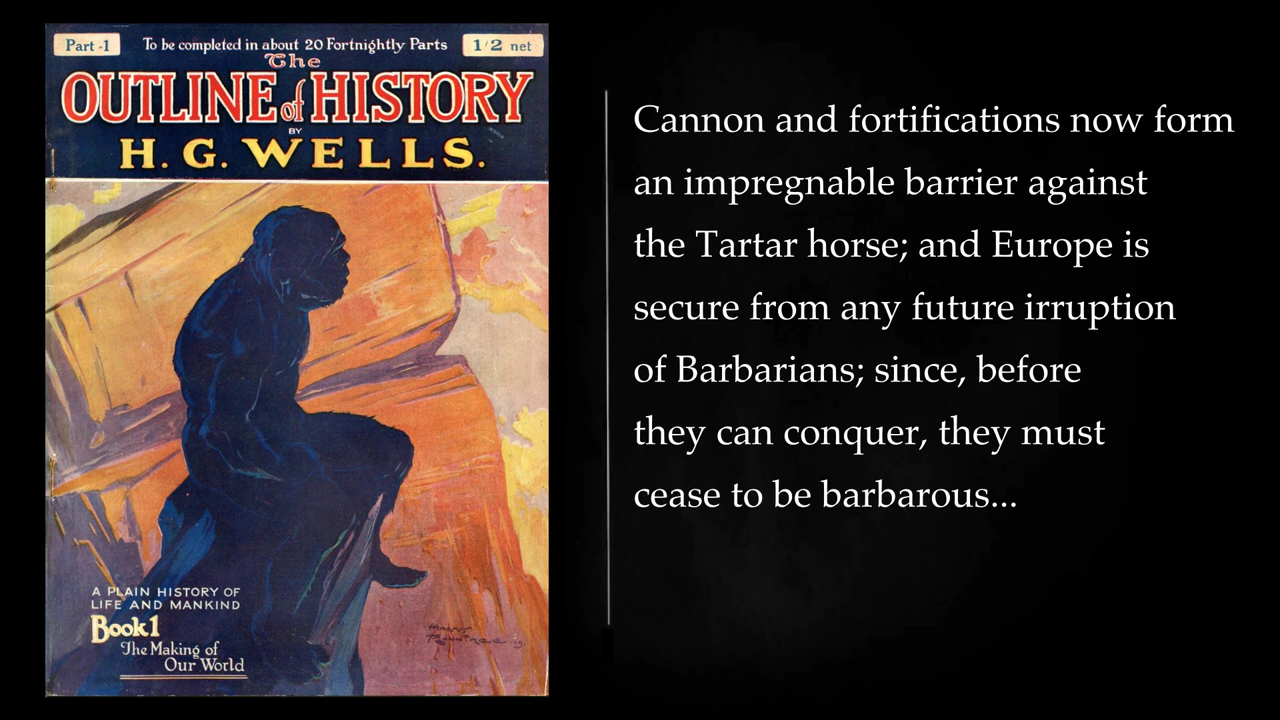 Part -1
To be completed in about 20 Fortnightly Parts
1/2 net
The
OUTLINE of HISTORY
BY
H. G. WELLS.
A PLAIN HISTORY OF
LIFE AND MANKIND
Book 1
The Making of
Our World
Cannon and fortifications now form
an impregnable barrier against
the Tartar horse; and Europe is
secure from any future irruption
of Barbarians; since, before
they can conquer, they must
cease to be barbarous...